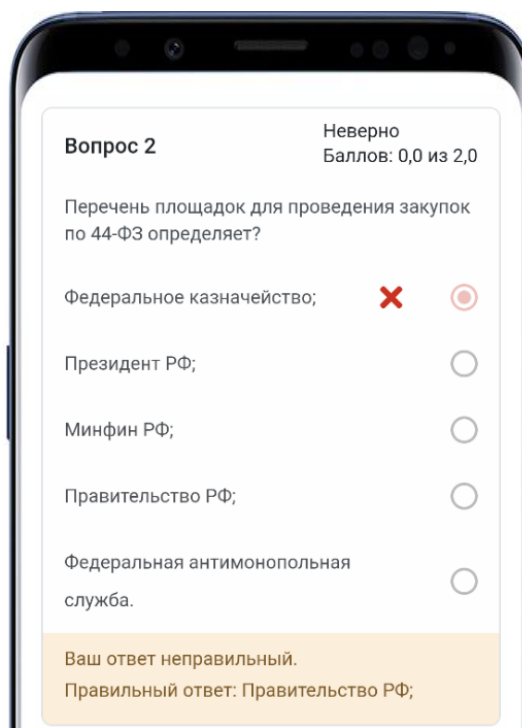 Вопрос 2
Неверно
Баллов: 0,0 из 2,0
Перечень площадок для проведения закупок
по 44-ФЗ определяет?
Федеральное казначейство;
Президент РФ;
Минфин РФ;
Правительство РФ;
Федеральная антимонопольная
служба.
Ваш ответ неправильный.
Правильный ответ: Правительство РФ;